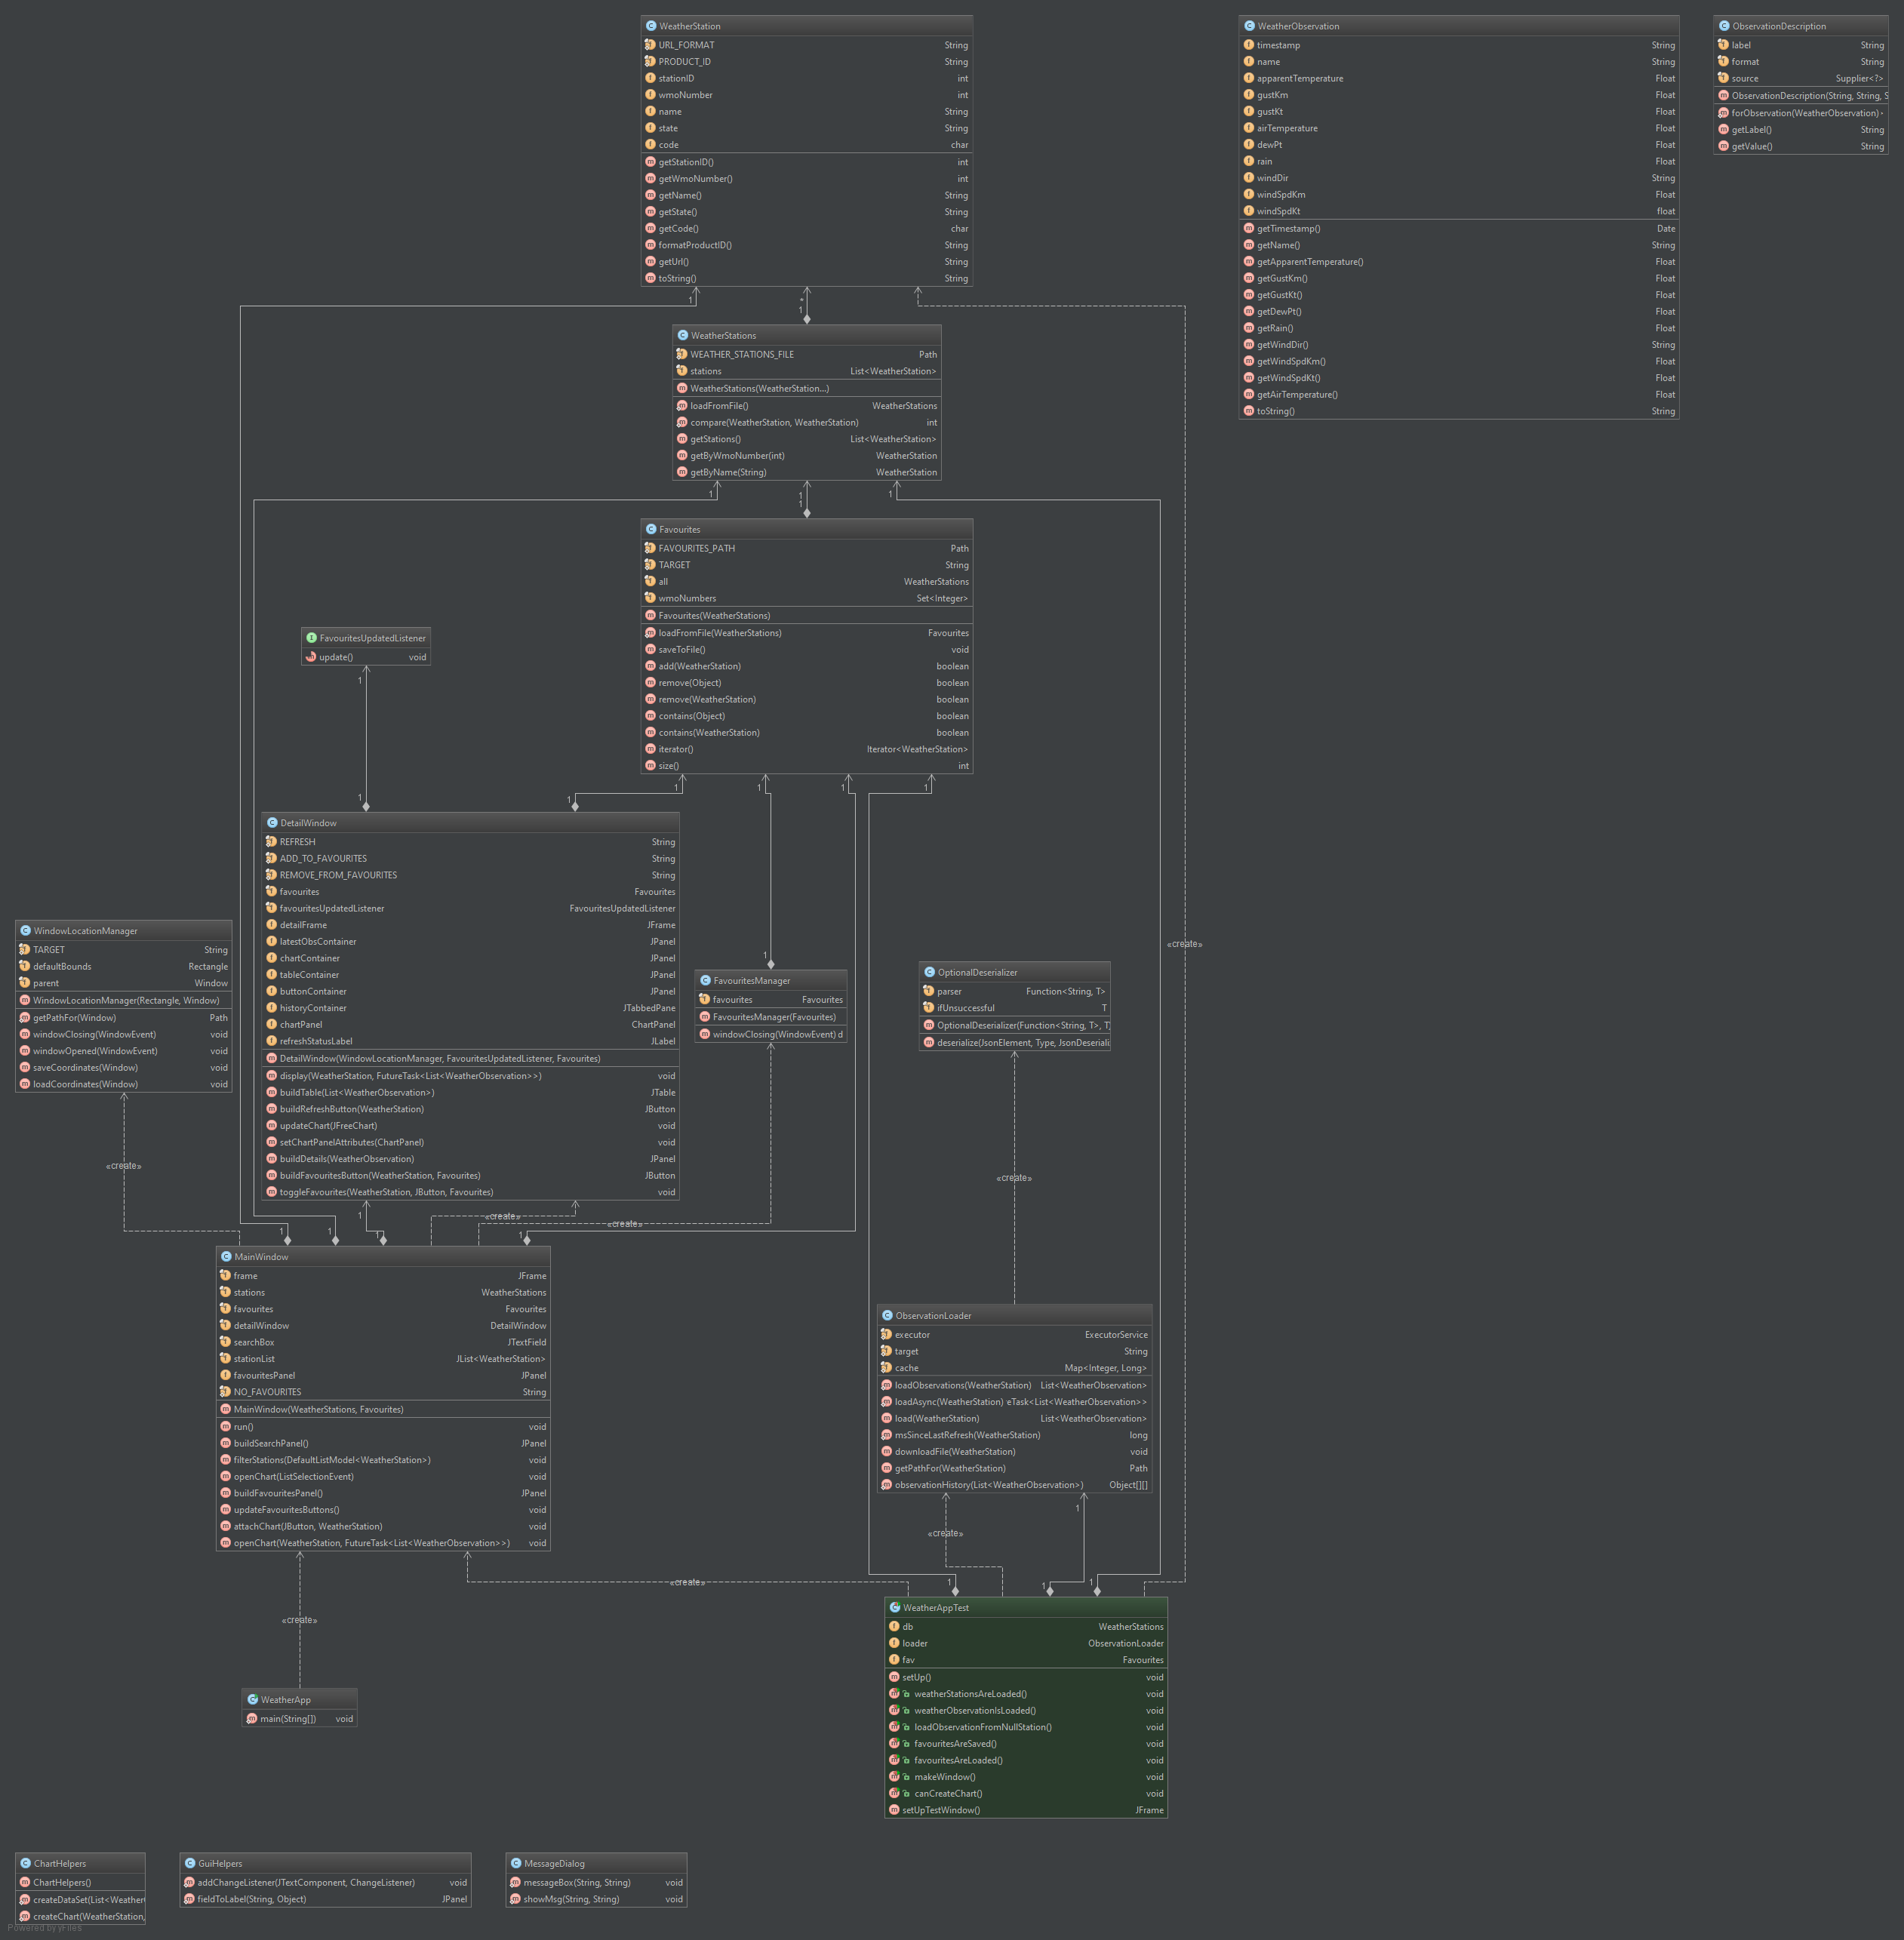 WeatherStation
URL_FORMAT String
PRODUCT_ID String
stationID int
wmoNumber int
name String
state String
code char
getStationID() int
getWmoNumber() int
getName() String
getState() String
getCode() char
formatProductID() String
getUrl() String
toString() String
WeatherObservation
timestamp String
name String
apparentTemperature Float
gustKm Float
gustKt Float
airTemperature Float
dewPt Float
rain Float
windDir String
windSpdKm Float
windSpdKt float
getTimestamp() Date
getName() String
getApparentTemperature() Float
getGustKm() Float
getGustKt() Float
getDewPt() Float
getRain() Float
getWindDir() String
getWindSpdKm() Float
getWindSpdKt() Float
getAirTemperature() Float
toString() String
ObservationDescription
label String
format String
source Supplier<?>
ObservationDescription(String, String, S
forObservation(WeatherObservation)
getLabel() String
getValue() String
1
*
1
WeatherStations
WEATHER_STATIONS_FILE Path
stations List<WeatherStation>
WeatherStations(WeatherStation...)
loadFromFile() WeatherStations
compare(WeatherStation, WeatherStation) int
getStations() List<WeatherStation>
getByWmoNumber(int) WeatherStation
getByName(String) WeatherStation
1
1
1
1
Favourites
FAVOURITES_PATH Path
TARGET String
all WeatherStations
wmoNumbers Set<Integer>
Favourites(WeatherStations)
loadFromFile(WeatherStations) Favourites
saveToFile() void
add(WeatherStation) boolean
remove(Object) boolean
remove(WeatherStation) boolean
contains(Object) boolean
contains(WeatherStation) boolean
iterator() Iterator<WeatherStation>
size() int
FavouritesUpdatedListener
update() void
1
1
1
1
1
1
1
DetailWindow
REFRESH String
ADD_TO_FAVOURITES String
REMOVE_FROM_FAVOURITES String
favourites Favourites
favouritesUpdatedListener FavouritesUpdatedListener
detailFrame JFrame
latestObsContainer JPanel
chartContainer JPanel
tableContainer JPanel
buttonContainer JPanel
historyContainer JTabbedPane
chartPanel ChartPanel
refreshStatusLabel JLabel
DetailWindow(WindowLocationManager, FavouritesUpdatedListener, Favourites)
display(WeatherStation, FutureTask<List<WeatherObservation>>) void
buildTable(List<WeatherObservation>) JTable
buildRefreshButton(WeatherStation) JButton
updateChart(JFreeChart) void
setChartPanelAttributes(ChartPanel) void
buildDetails(WeatherObservation) JPanel
buildFavouritesButton(WeatherStation, Favourites) JButton
toggleFavourites(WeatherStation, JButton, Favourites) void
WindowLocationManager
TARGET String
defaultBounds Rectangle
parent Window
WindowLocationManager(Rectangle, Window)
getPathFor(Window) Path
windowClosing(WindowEvent) void
windowOpened(WindowEvent) void
saveCoordinates(Window) void
loadCoordinates(Window) void
«create»
1
FavouritesManager
favourites Favourites
FavouritesManager(Favourites)
windowClosing(WindowEvent) d
OptionalDeserializer
parser Function<String, T>
ifUnsuccessful T
OptionalDeserializer(Function<String, T>, T,
deserialize(JsonElement, Type, JsonDeseriali
«create»
«create»
1
«create»
«create»
1
1
1
1
MainWindow
frame JFrame
stations WeatherStations
favourites Favourites
detailWindow DetailWindow
searchBox JTextField
stationList JList<WeatherStation>
favouritesPanel JPanel
NO_FAVOURITES String
MainWindow(WeatherStations, Favourites)
run() void
buildSearchPanel() JPanel
filterStations(DefaultListModel<WeatherStation>) void
openChart(ListSelectionEvent) void
buildFavouritesPanel() JPanel
updateFavouritesButtons() void
attachChart(JButton, WeatherStation) void
openChart(WeatherStation, FutureTask<List<WeatherObservation>>) void
ObservationLoader
executor ExecutorService
target String
cache Map<Integer, Long>
loadObservations(WeatherStation) List<WeatherObservation>
loadAsync(WeatherStation) eTask<List<WeatherObservation>>
load(WeatherStation) List<WeatherObservation>
msSinceLastRefresh(WeatherStation) long
downloadFile(WeatherStation) void
getPathFor(WeatherStation) Path
observationHistory(List<WeatherObservation>) Object[][]
1
«create»
«create»
1
1
1
«create»
WeatherAppTest
db WeatherStations
loader ObservationLoader
fav Favourites
setUp() void
weatherStationsAreLoaded() void
weatherObservationIsLoaded() void
loadObservationFromNullStation() void
favouritesAreSaved() void
favouritesAreLoaded() void
makeWindow() void
canCreateChart() void
setUpTestWindow() JFrame
WeatherApp
main(String[]) void
ChartHelpers
ChartHelpers()
createDataSet(List<Weather
createChart(WeatherStation,
GuiHelpers
addChangeListener(JTextComponent, ChangeListener) void
fieldToLabel(String, Object) JPanel
MessageDialog
messageBox(String, String) void
showMsg(String, String) void
Powered by yFiles